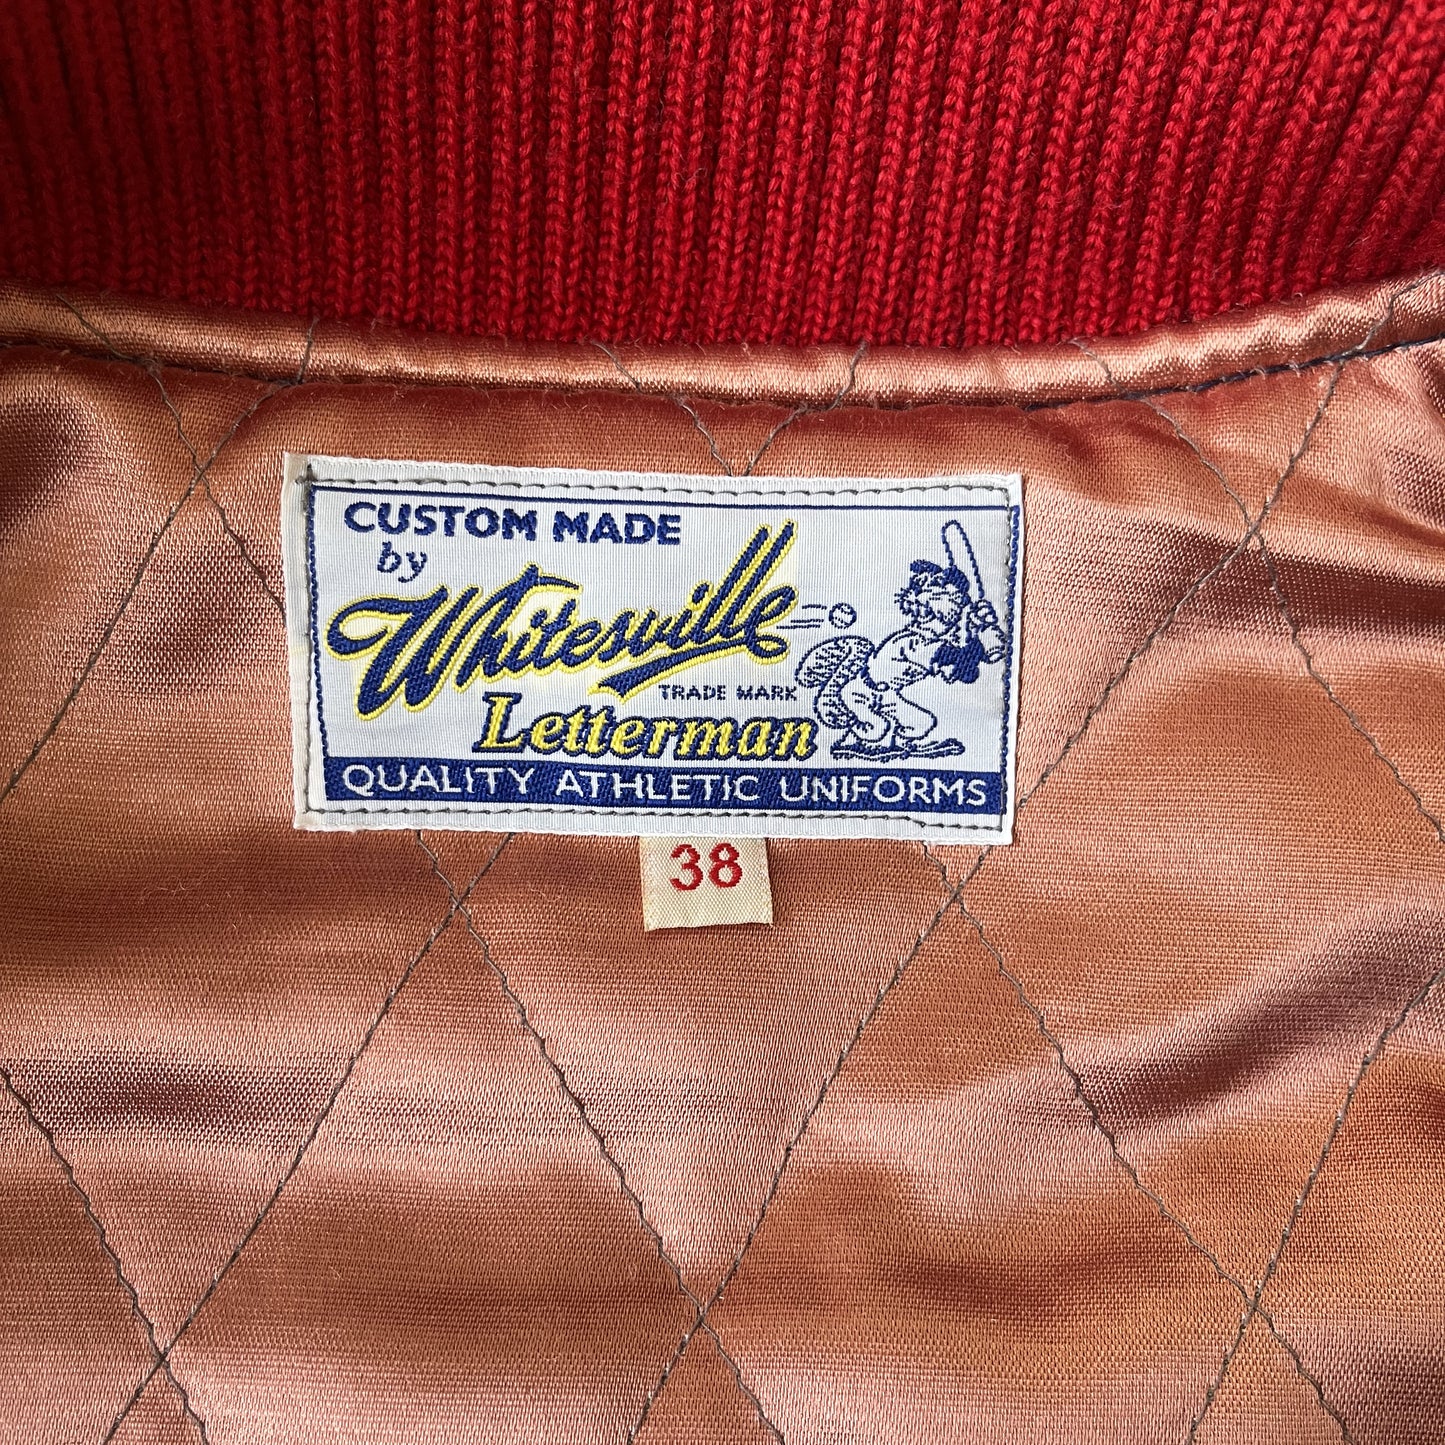 CUSTOM MADE
by
Whitesville
TRADE MARK
Letterman
QUALITY ATHLETIC UNIFORMS
38